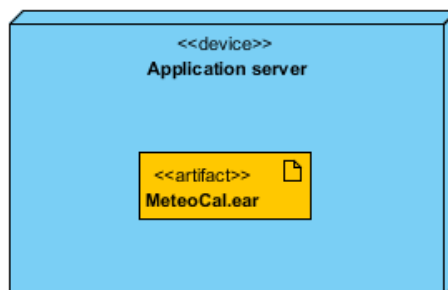 <<device>>
Application server
<<artifact>>
MeteoCal.ear